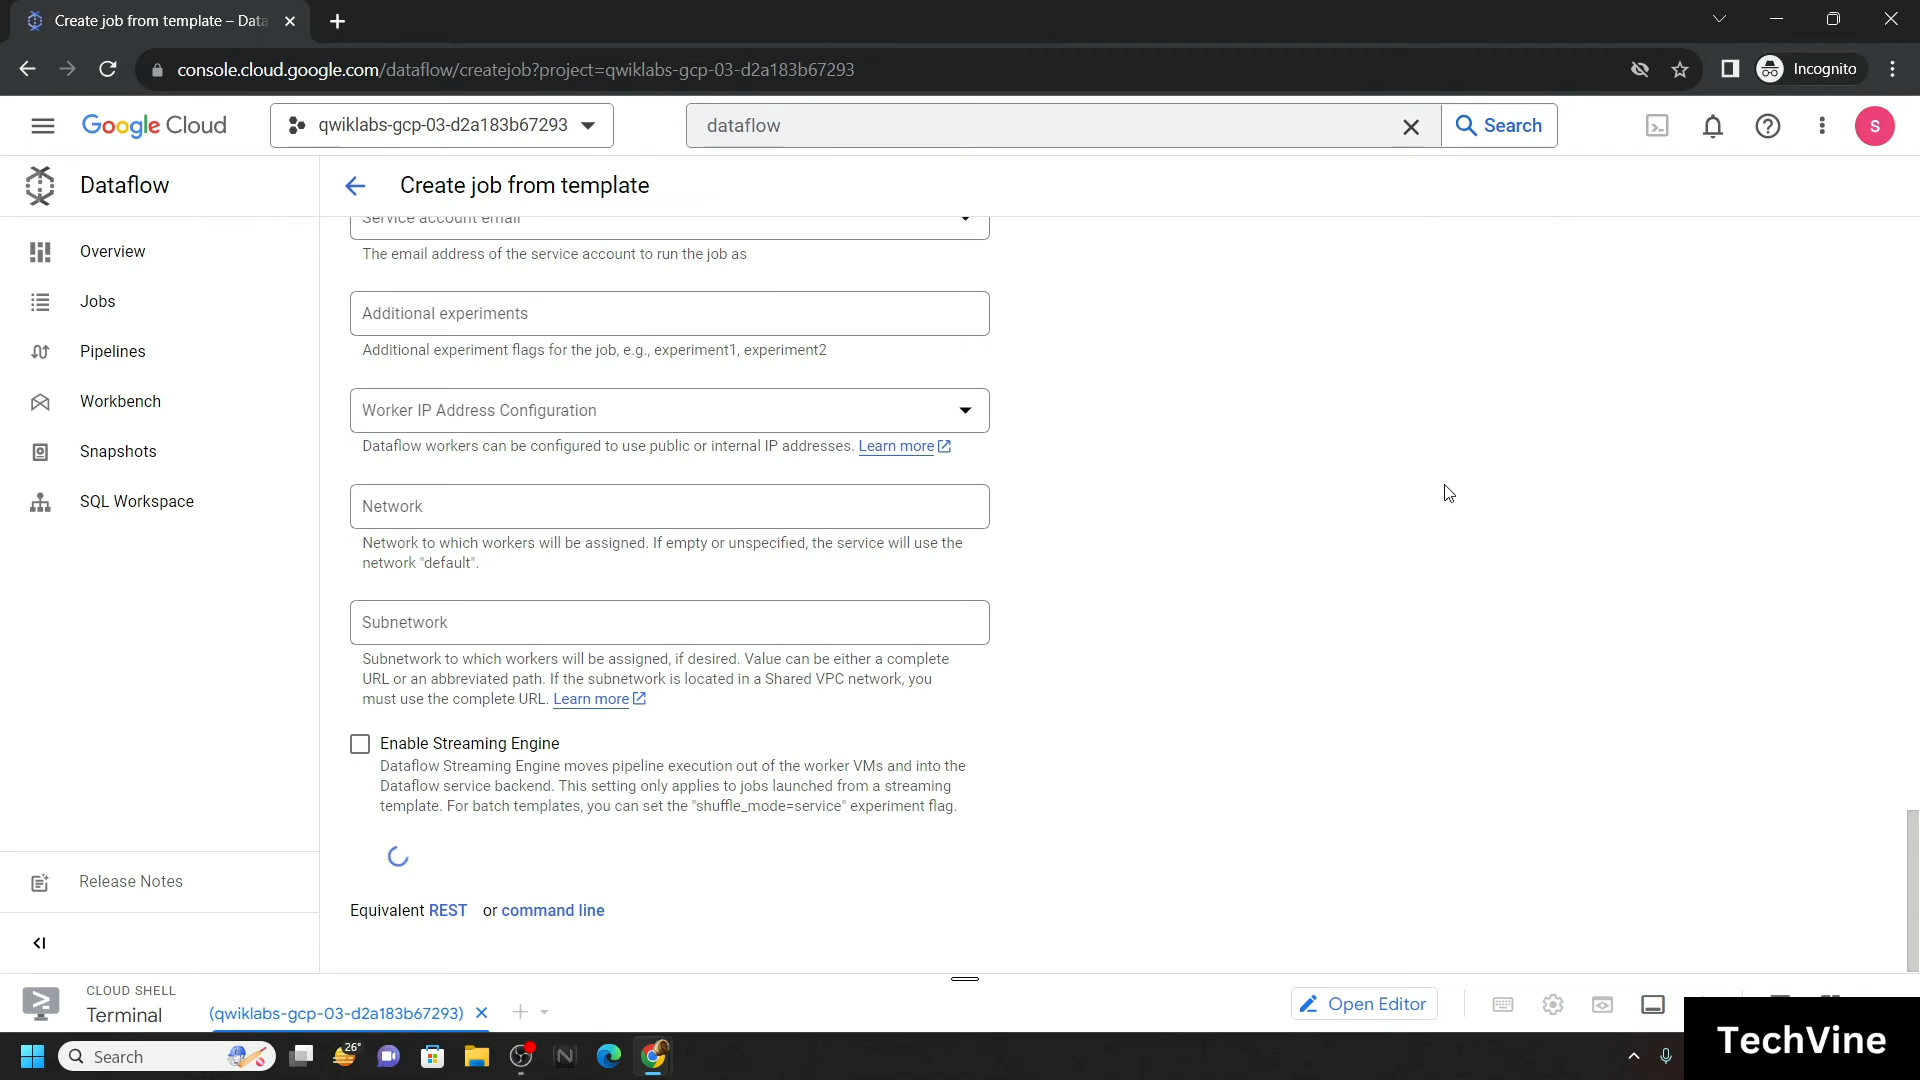 Create job from template – Data
console.cloud.google.com/dataflow/createjob?project=qwiklabs-gcp-03-d2a183b67293
Incognito
Google Cloud
qwiklabs-gcp-03-d2a183b67293
dataflow
Search
S
Dataflow
Create job from template
Overview
Jobs
Pipelines
Workbench
Snapshots
SQL Workspace
Release Notes
Service account email
The email address of the service account to run the job as
Additional experiments
Additional experiment flags for the job, e.g., experiment1, experiment2
Worker IP Address Configuration
Dataflow workers can be configured to use public or internal IP addresses. Learn more
Network
Network to which workers will be assigned. If empty or unspecified, the service will use the
network "default".
Subnetwork
Subnetwork to which workers will be assigned, if desired. Value can be either a complete
URL or an abbreviated path. If the subnetwork is located in a Shared VPC network, you
must use the complete URL. Learn more
Enable Streaming Engine
Dataflow Streaming Engine moves pipeline execution out of the worker VMs and into the
Dataflow service backend. This setting only applies to jobs launched from a streaming
template. For batch templates, you can set the "shuffle_mode=service" experiment flag.
Equivalent REST or command line
CLOUD SHELL
Terminal
(qwiklabs-gcp-03-d2a183b67293)
Open Editor
Search
26°
TechVine